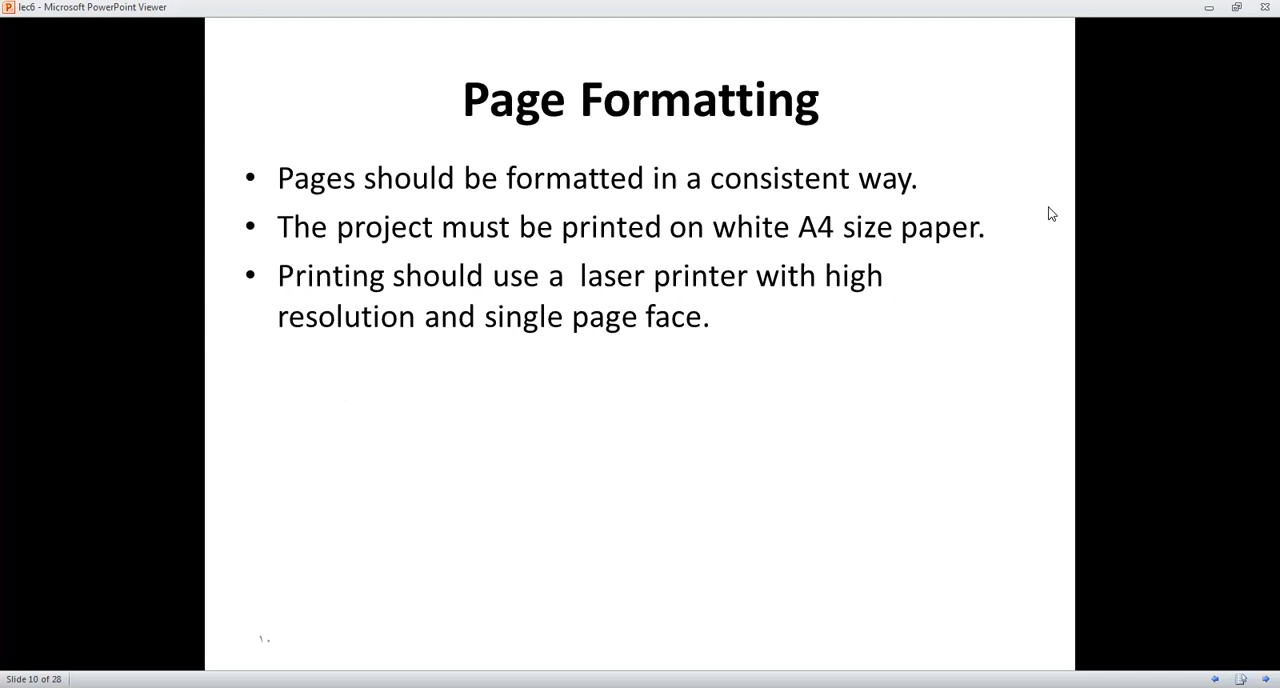 lec6 - Microsoft PowerPoint Viewer
Page Formatting
• Pages should be formatted in a consistent way.
• The project must be printed on white A4 size paper.
• Printing should use a  laser printer with high
resolution and single page face.
١٠
Slide 10 of 28